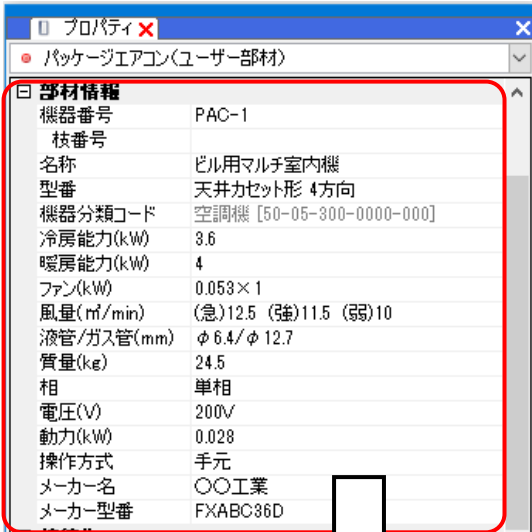 プロパティ
パッケージエアコン(ユーザー部材)
部材情報
機器番号 PAC-1
枝番号
名称 ビル用マルチ室内機
型番 天井カセット形 4方向
機器分類コード 空調機 [50-05-300-0000-000]
冷房能力(kW) 3.6
暖房能力(kW) 4
ファン(kW) 0.053×1
風量(㎥/min) (急)12.5 (強)11.5 (弱)10
液管/ガス管(mm) φ6.4/φ12.7
質量(kg) 24.5
相 単相
電圧(V) 200V
動力(kW) 0.028
操作方式 手元
メーカー名 〇〇工業
メーカー型番 FXABC36D